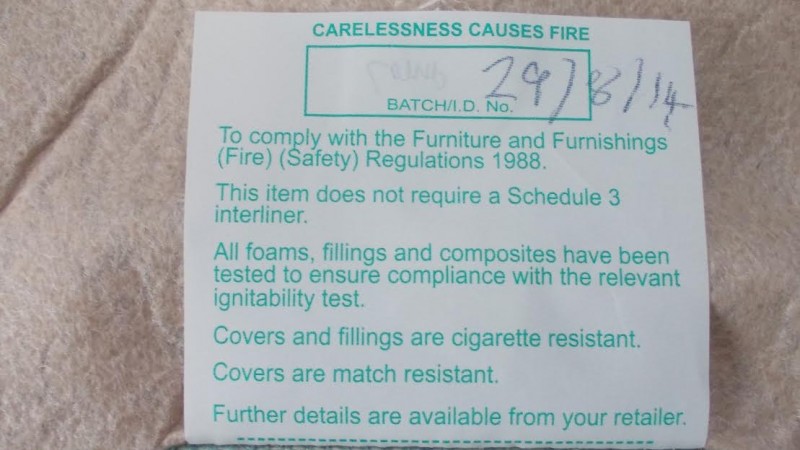 CARELESSNESS CAUSES FIRE
29/8/14
BATCH/I.D. No.
To comply with the Furniture and Furnishings
(Fire) (Safety) Regulations 1988.
This item does not require a Schedule 3
interliner.
All foams, fillings and composites have been
tested to ensure compliance with the relevant
ignitability test.
Covers and fillings are cigarette resistant.
Covers are match resistant.
Further details are available from your retailer.